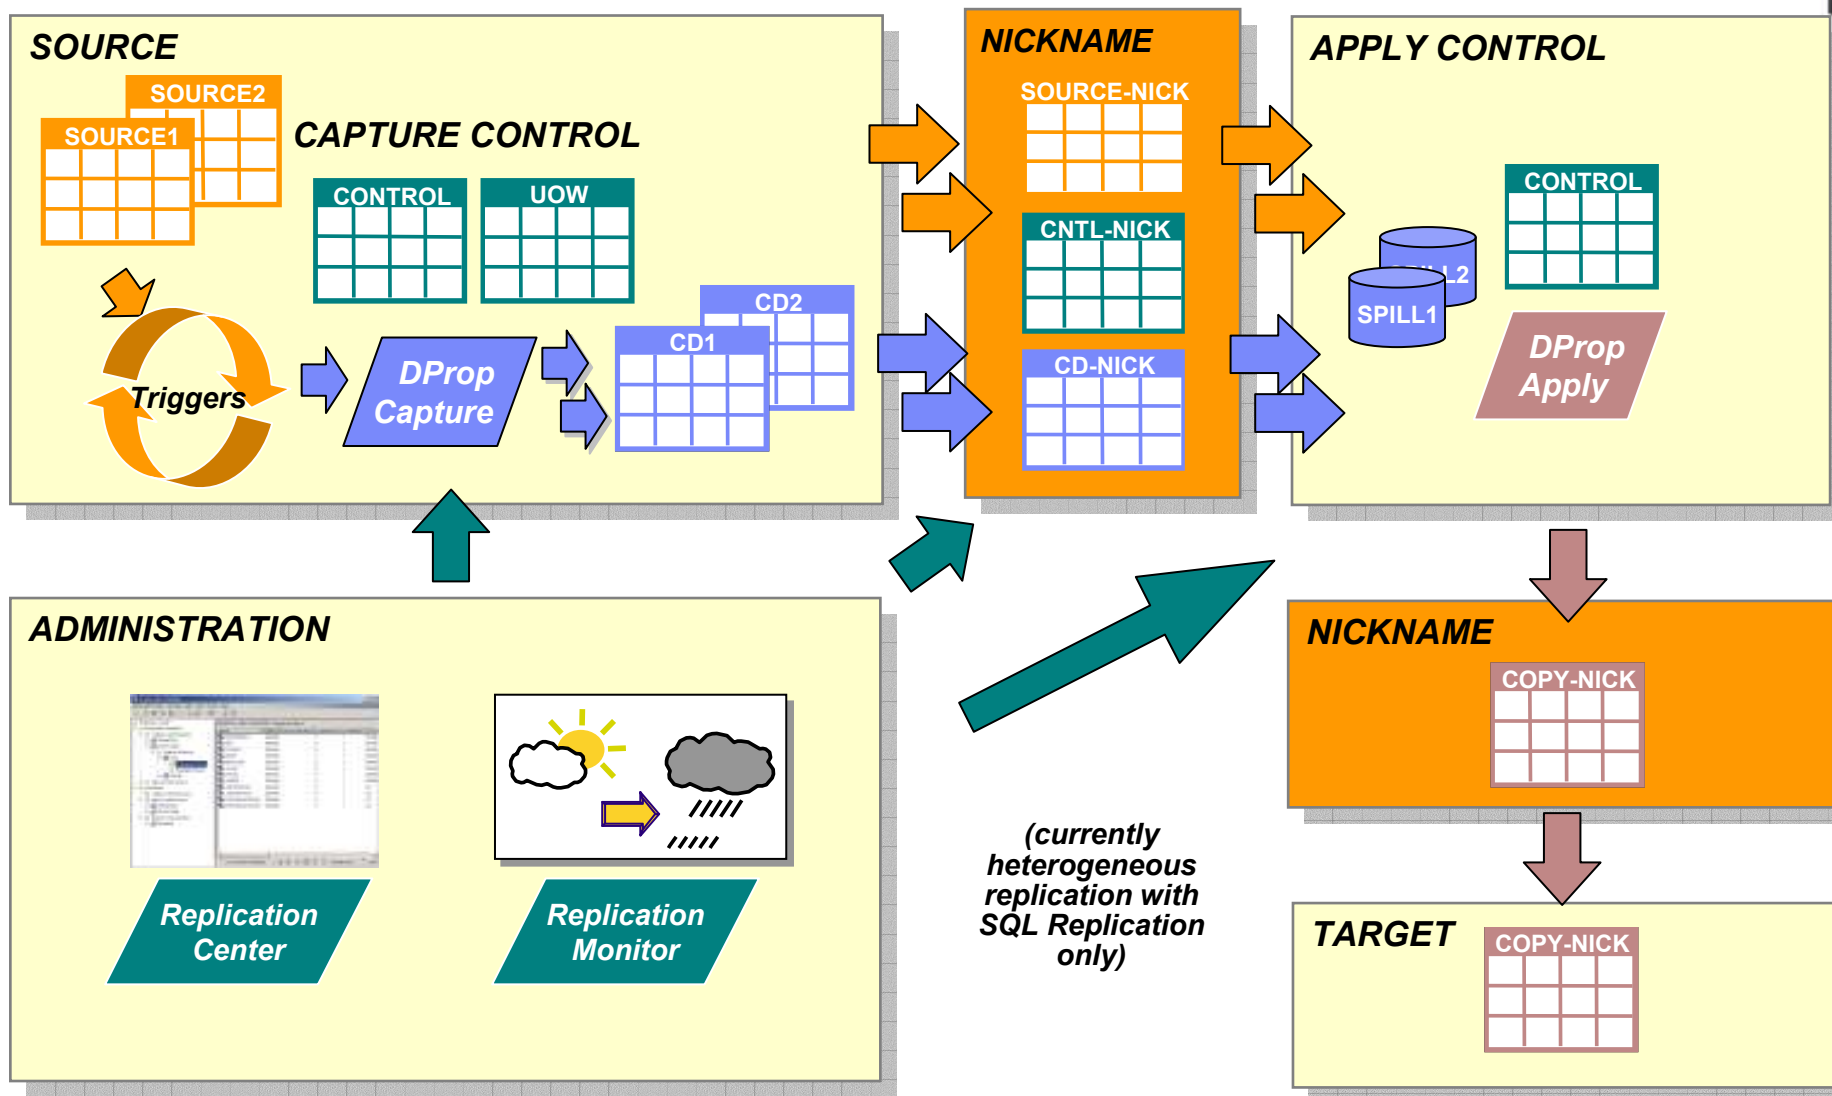 SOURCE
SOURCE2
SOURCE1
CAPTURE CONTROL
CONTROL
UOW
Triggers
DProp
Capture
CD2
CD1
NICKNAME
SOURCE-NICK
CNTL-NICK
CD-NICK
APPLY CONTROL
CONTROL
SPILL1
DProp
Apply
ADMINISTRATION
Replication
Center
Replication
Monitor
(currently
heterogeneous
replication with
SQL Replication
only)
NICKNAME
COPY-NICK
TARGET
COPY-NICK